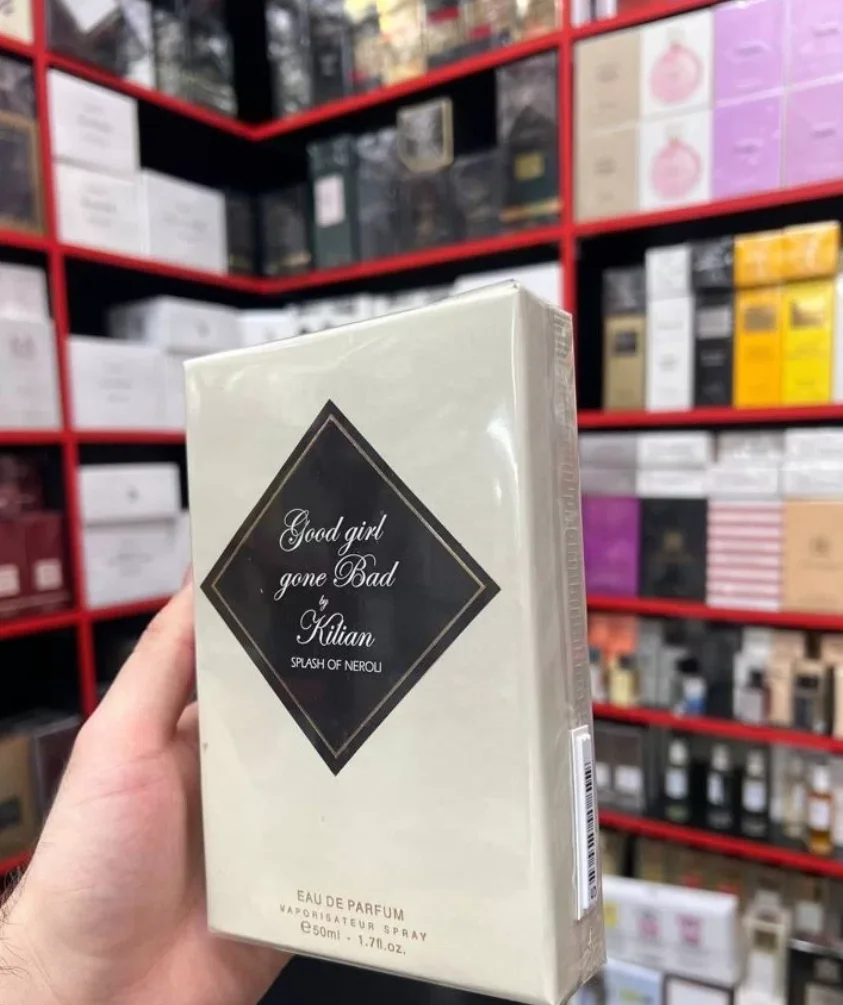 Good girl
gone Bad
by
Kilian
SPLASH OF NEROLI
EAU DE PARFUM
VAPORISATEUR SPRAY
℮50ml - 1.7fl.oz.